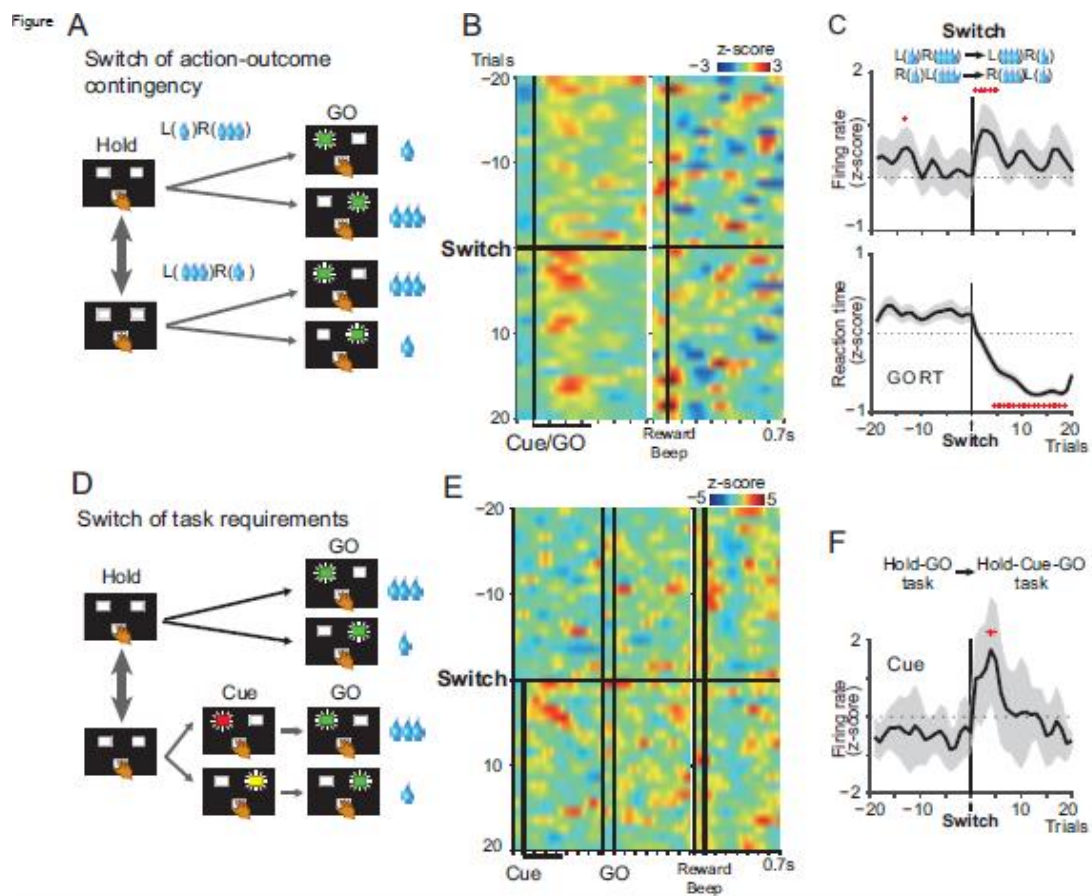 Figure
A
Switch of action-outcome
contingency
Hold
L( )R( )
GO
L( )R( )
B
Trials
z-score
−3 3
−20
−10
Switch
10
20
Cue/GO
Reward
Beep
0.7s
C
Switch
L( )R( ) L( )R( )
R( )L( ) R( )L( )
2
Firing rate
(z-score)
−1
1
Reaction time
(z-score)
GORT
−1
−20 −10 0 10 20
Switch Trials
D
Switch of task requirements
Hold
GO
Cue GO
E
z-score
−5 5
−20
−10
Switch
10
20
Cue
GO
Reward
Beep
0.7s
F
Hold-GO Hold-Cue-GO
task task
2
Cue
Firing rate
(z-score)
−2
−20 −10 0 10 20
Switch Trials